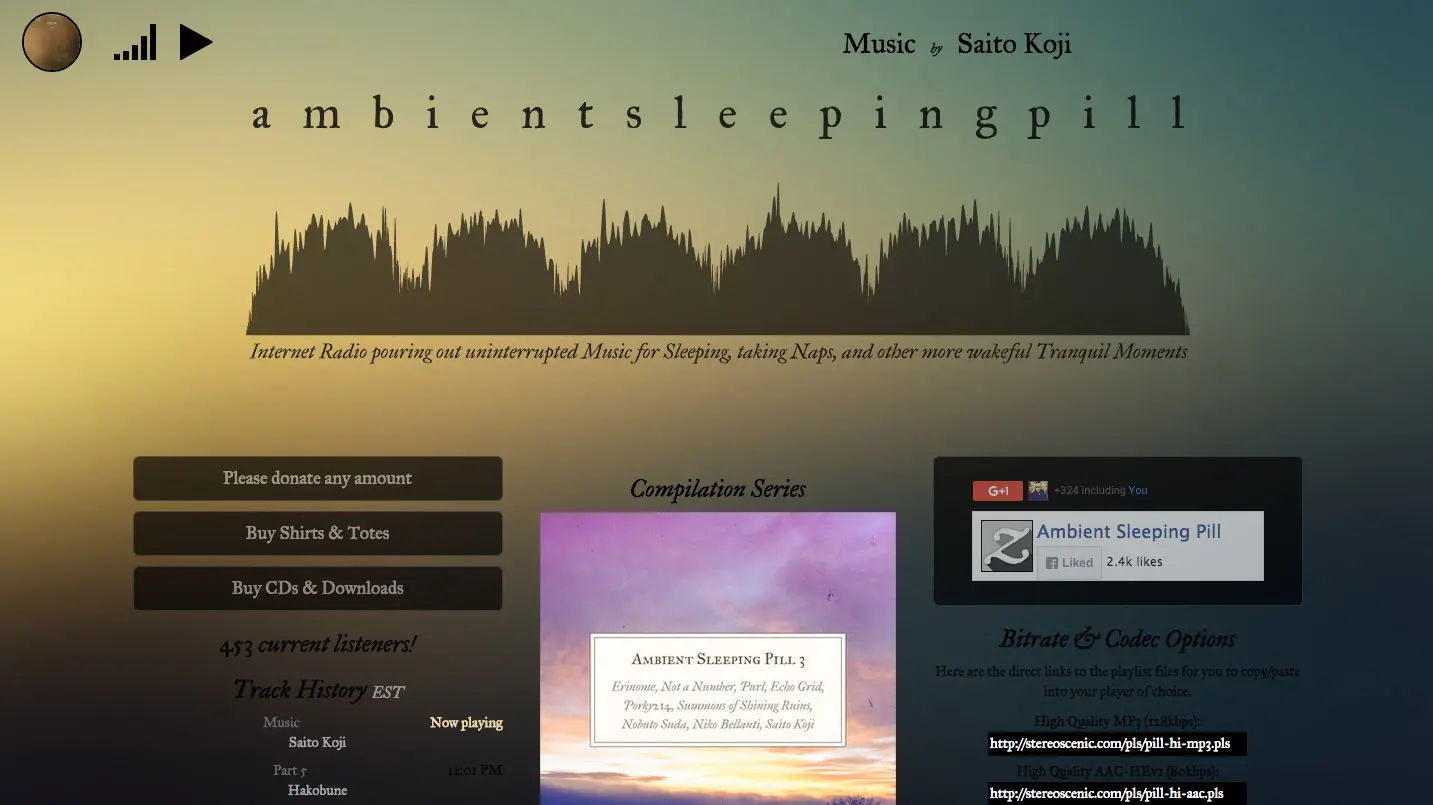 Music by Saito Koji
ambientsleepingpill
Internet Radio pouring out uninterrupted Music for Sleeping, taking Naps, and other more wakeful Tranquil Moments
Please donate any amount
Buy Shirts & Totes
Buy CDs & Downloads
453 current listeners!
Track History EST
Music Now playing
Saito Koji
Part 5 12:01 PM
Hakobune
Compilation Series
Ambient Sleeping Pill 3
Erinome, Not a Number, Purl, Echo Grid,
Porky214, Summons of Shining Ruins,
Nobuto Suda, Niko Bellanti, Saito Koji
G+1 +324 including You
Ambient Sleeping Pill
Liked 2.4k likes
Bitrate & Codec Options
Here are the direct links to the playlist files for you to copy/paste
into your player of choice.
High Quality MP3 (128kbps):
http://stereoscenic.com/pls/pill-hi-mp3.pls
High Quality AAC-HEv1 (80kbps):
http://stereoscenic.com/pls/pill-hi-aac.pls